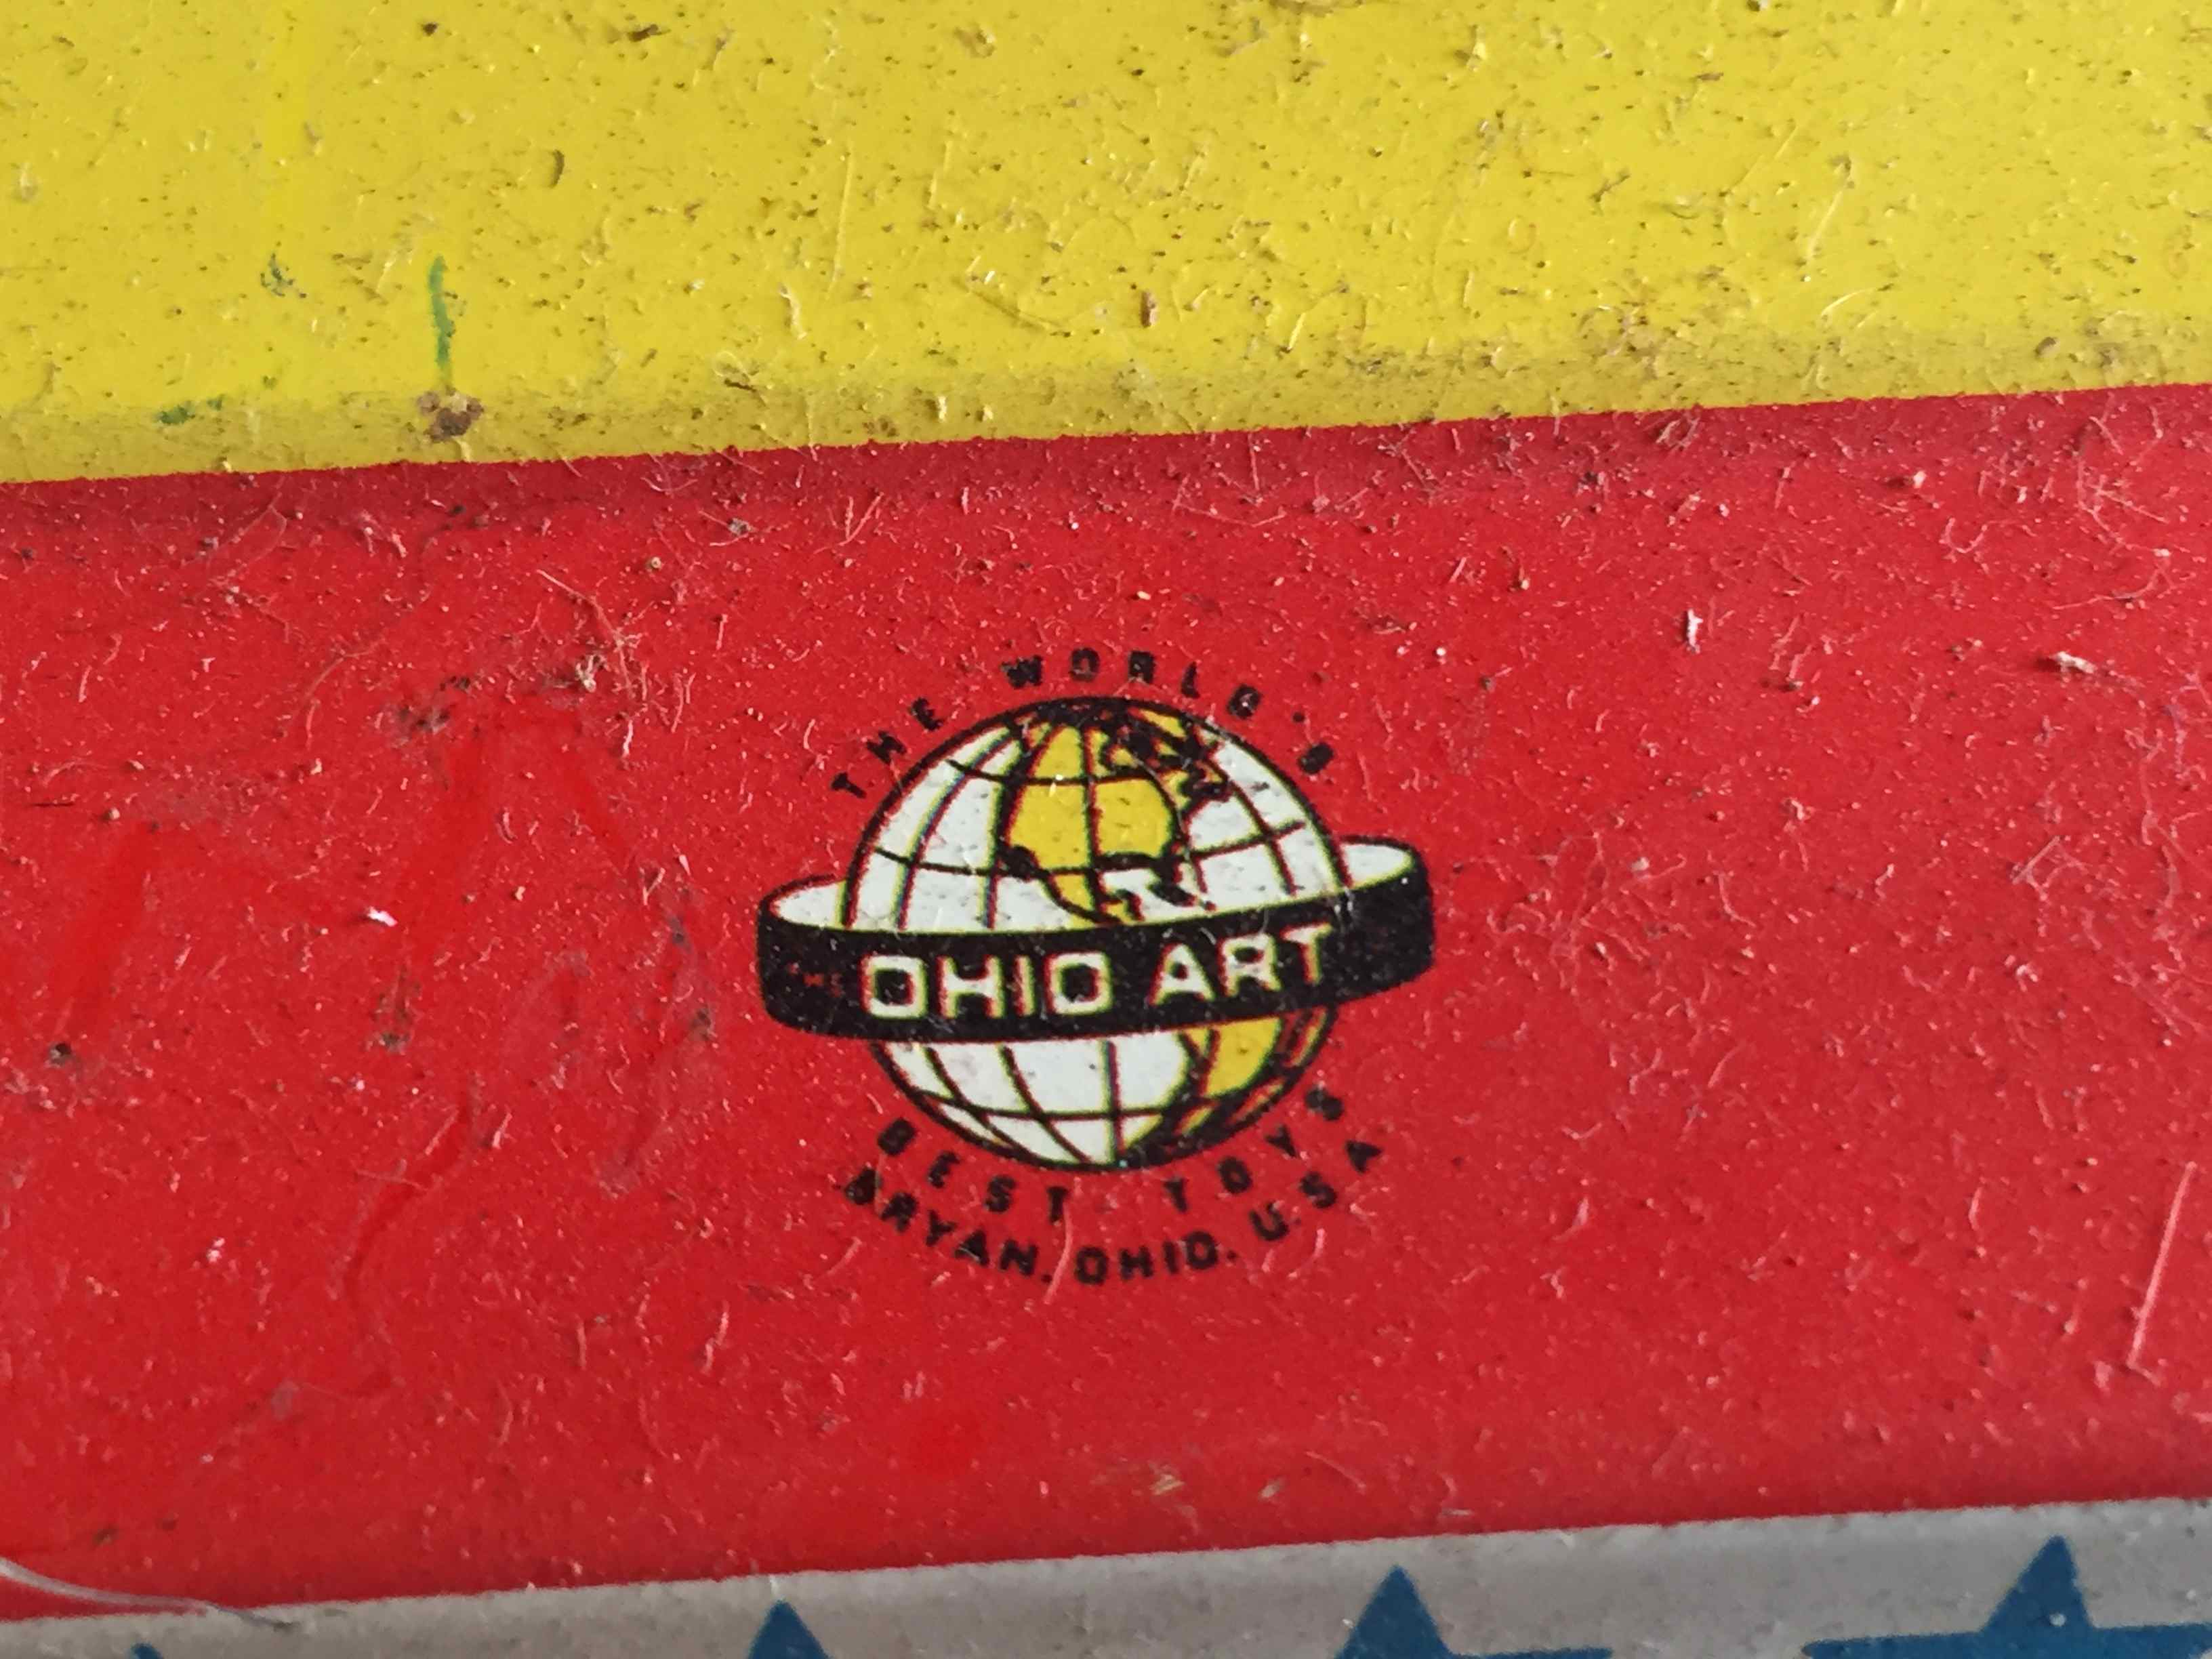 THE WORLD'S
OHIO ART
BEST TOYS
BRYAN, OHIO, U.S.A